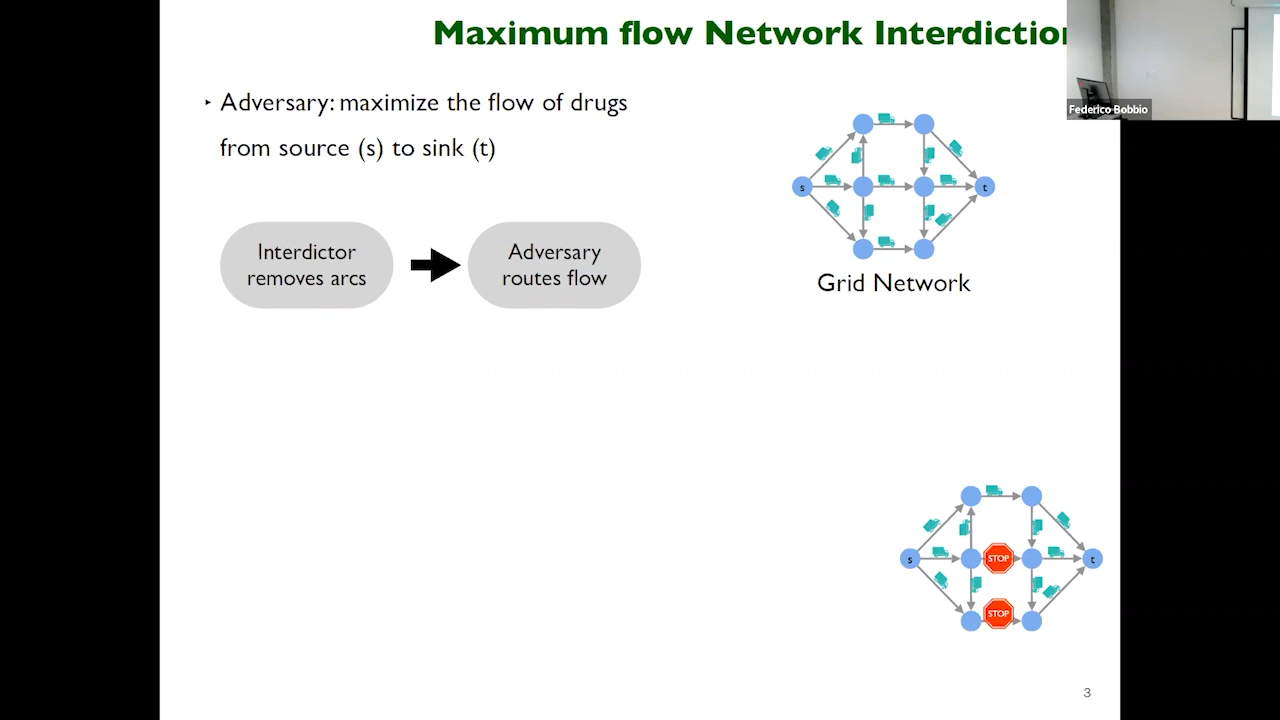 Maximum flow Network Interdictio
Federico Bobbio
‣ Adversary: maximize the flow of drugs
from source (s) to sink (t)
Interdictor
removes arcs
Adversary
routes flow
s
t
Grid Network
s
STOP
t
STOP
3